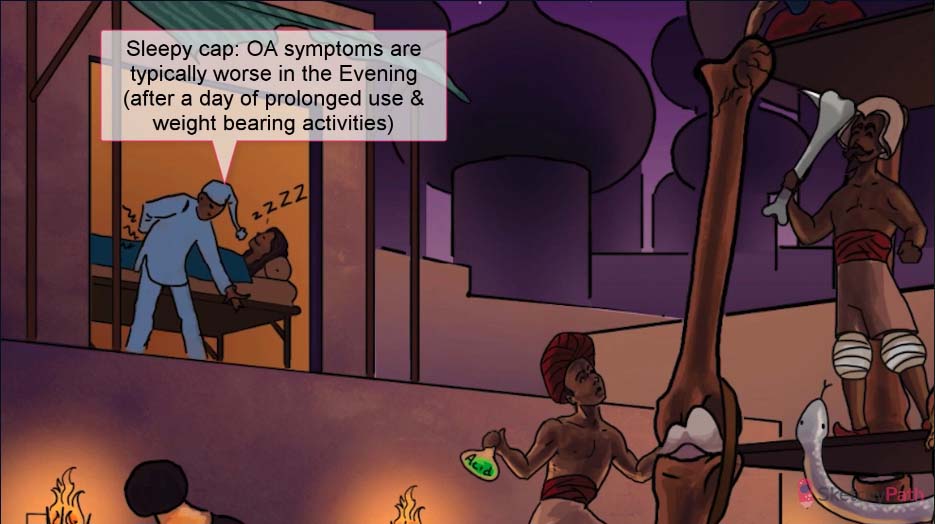 Sleepy cap: OA symptoms are
typically worse in the Evening
(after a day of prolonged use &
weight bearing activities)
zzzz
Acid
SketchyPath